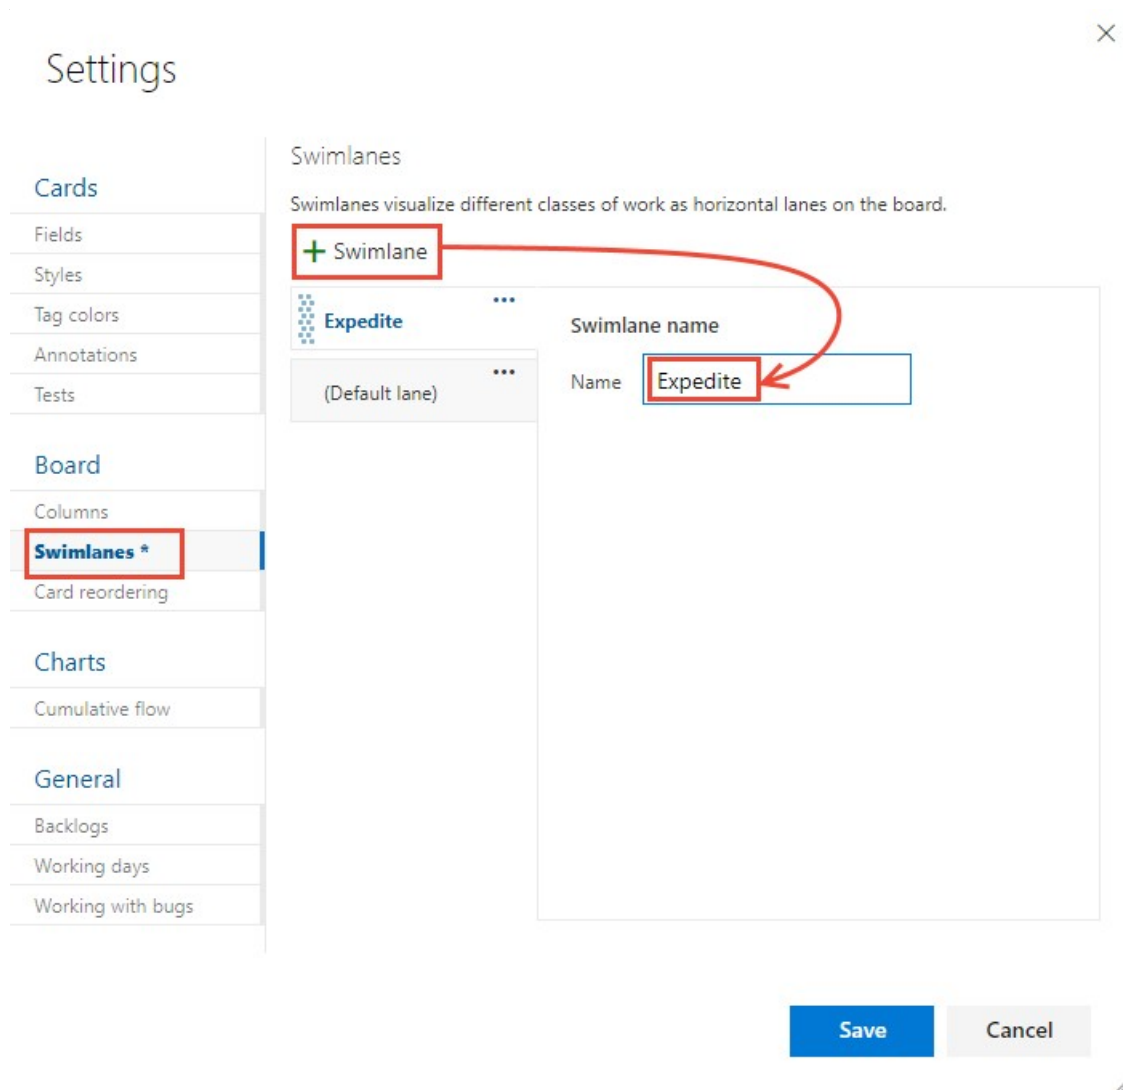 Settings
Cards
Fields
Styles
Tag colors
Annotations
Tests
Board
Columns
Swimlanes *
Card reordering
Charts
Cumulative flow
General
Backlogs
Working days
Working with bugs
Swimlanes
Swimlanes visualize different classes of work as horizontal lanes on the board.
+ Swimlane
Expedite
(Default lane)
Swimlane name
Name Expedite
Save Cancel